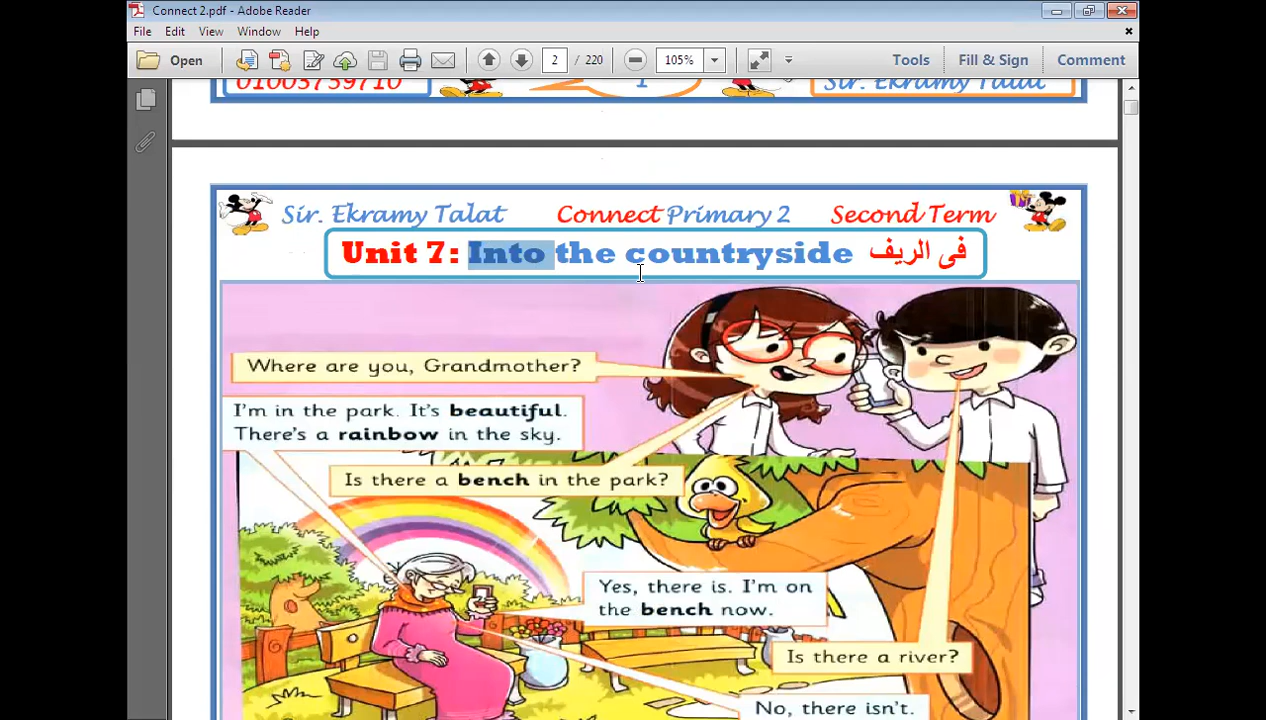 Connect 2.pdf - Adobe Reader
File Edit View Window Help
Open 2 / 220 105% Tools Fill & Sign Comment
01003759710 1 Sir. Ekramy Talat
Sir. Ekramy Talat Connect Primary 2 Second Term
Unit 7: Into the countryside فى الريف
Where are you, Grandmother?
I'm in the park. It's beautiful.
There's a rainbow in the sky.
Is there a bench in the park?
Yes, there is. I'm on
the bench now.
Is there a river?
No, there isn't.